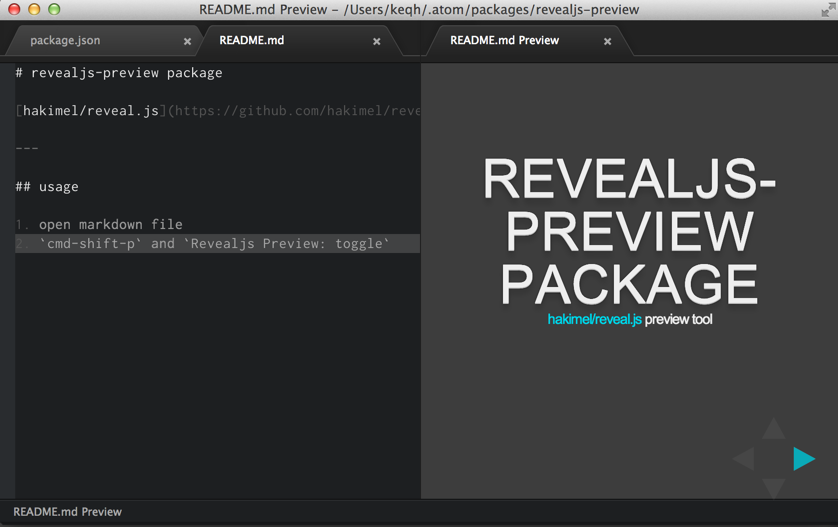 README.md Preview - /Users/keqh/.atom/packages/revealjs-preview
package.json
README.md
README.md Preview
# revealjs-preview package
[hakimel/reveal.js](https://github.com/hakimel/reve
---
## usage
1. open markdown file
2. `cmd-shift-p` and `Revealjs Preview: toggle`
REVEALJS-
PREVIEW
PACKAGE
hakimel/reveal.js preview tool
README.md Preview